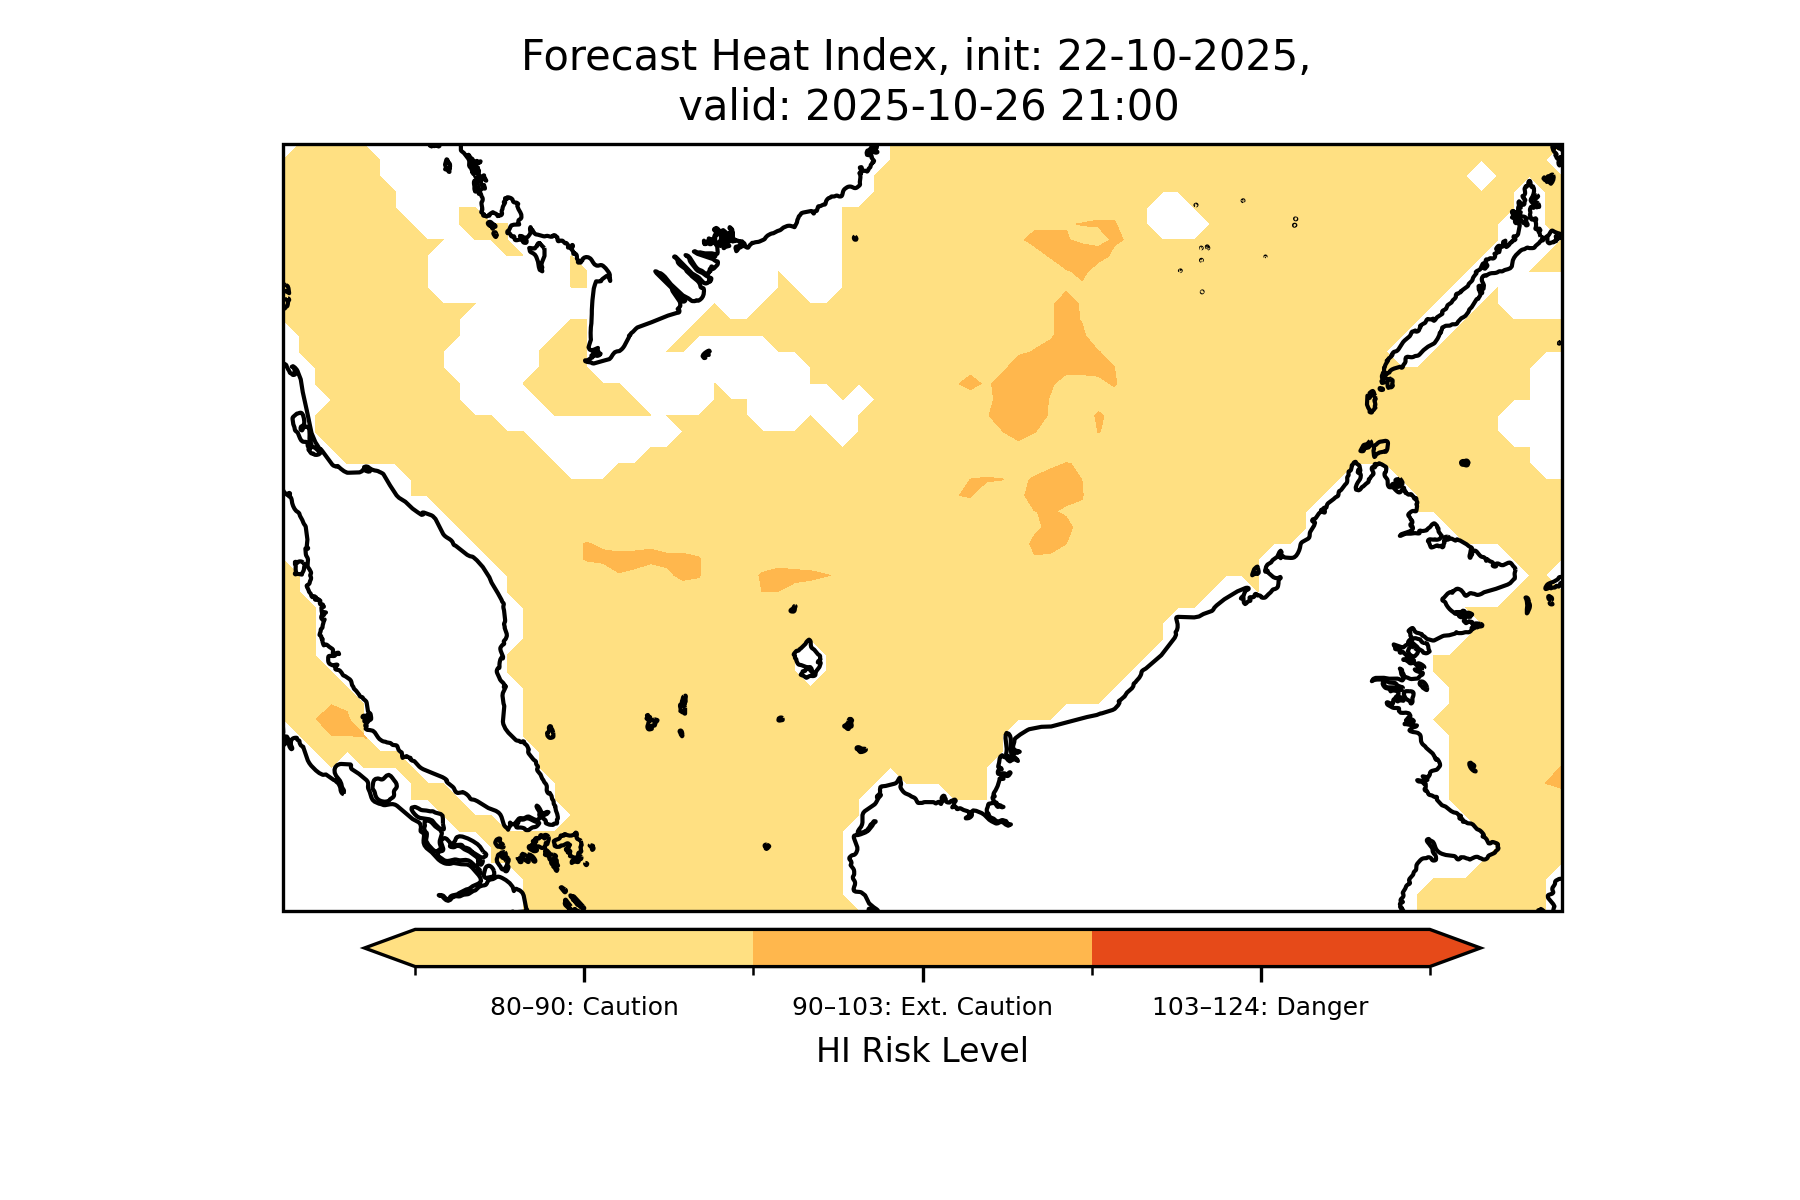 Forecast Heat Index, init: 22-10-2025,
valid: 2025-10-26 21:00
80–90: Caution
90–103: Ext. Caution
103–124: Danger
HI Risk Level